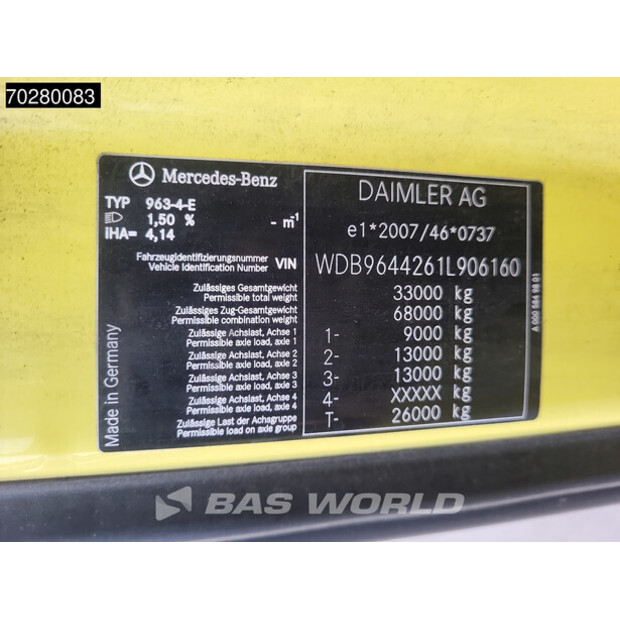 70280083
Mercedes-Benz
TYP 963-4-E
1,50 % - m⁻¹
iHA= 4,14
DAIMLER AG
e1*2007/46*0737
Fahrzeugidentifizierungsnummer
Vehicle Identification Number VIN WDB9644261L906160
Zulässiges Gesamtgewicht
Permissible total weight 33000 kg
Zulässiges Zug-Gesamtgewicht
Permissible combination weight 68000 kg
Zulässige Achslast, Achse 1
Permissible axle load, axle 1 1- 9000 kg
Zulässige Achslast, Achse 2
Permissible axle load, axle 2 2- 13000 kg
Zulässige Achslast, Achse 3
Permissible axle load, axle 3 3- 13000 kg
Zulässige Achslast, Achse 4
Permissible axle load, axle 4 4- XXXXX kg
Zulässige Last der Achsgruppe
Permissible load on axle group T- 26000 kg
Made in Germany
A 000 584 98 01
BAS WORLD